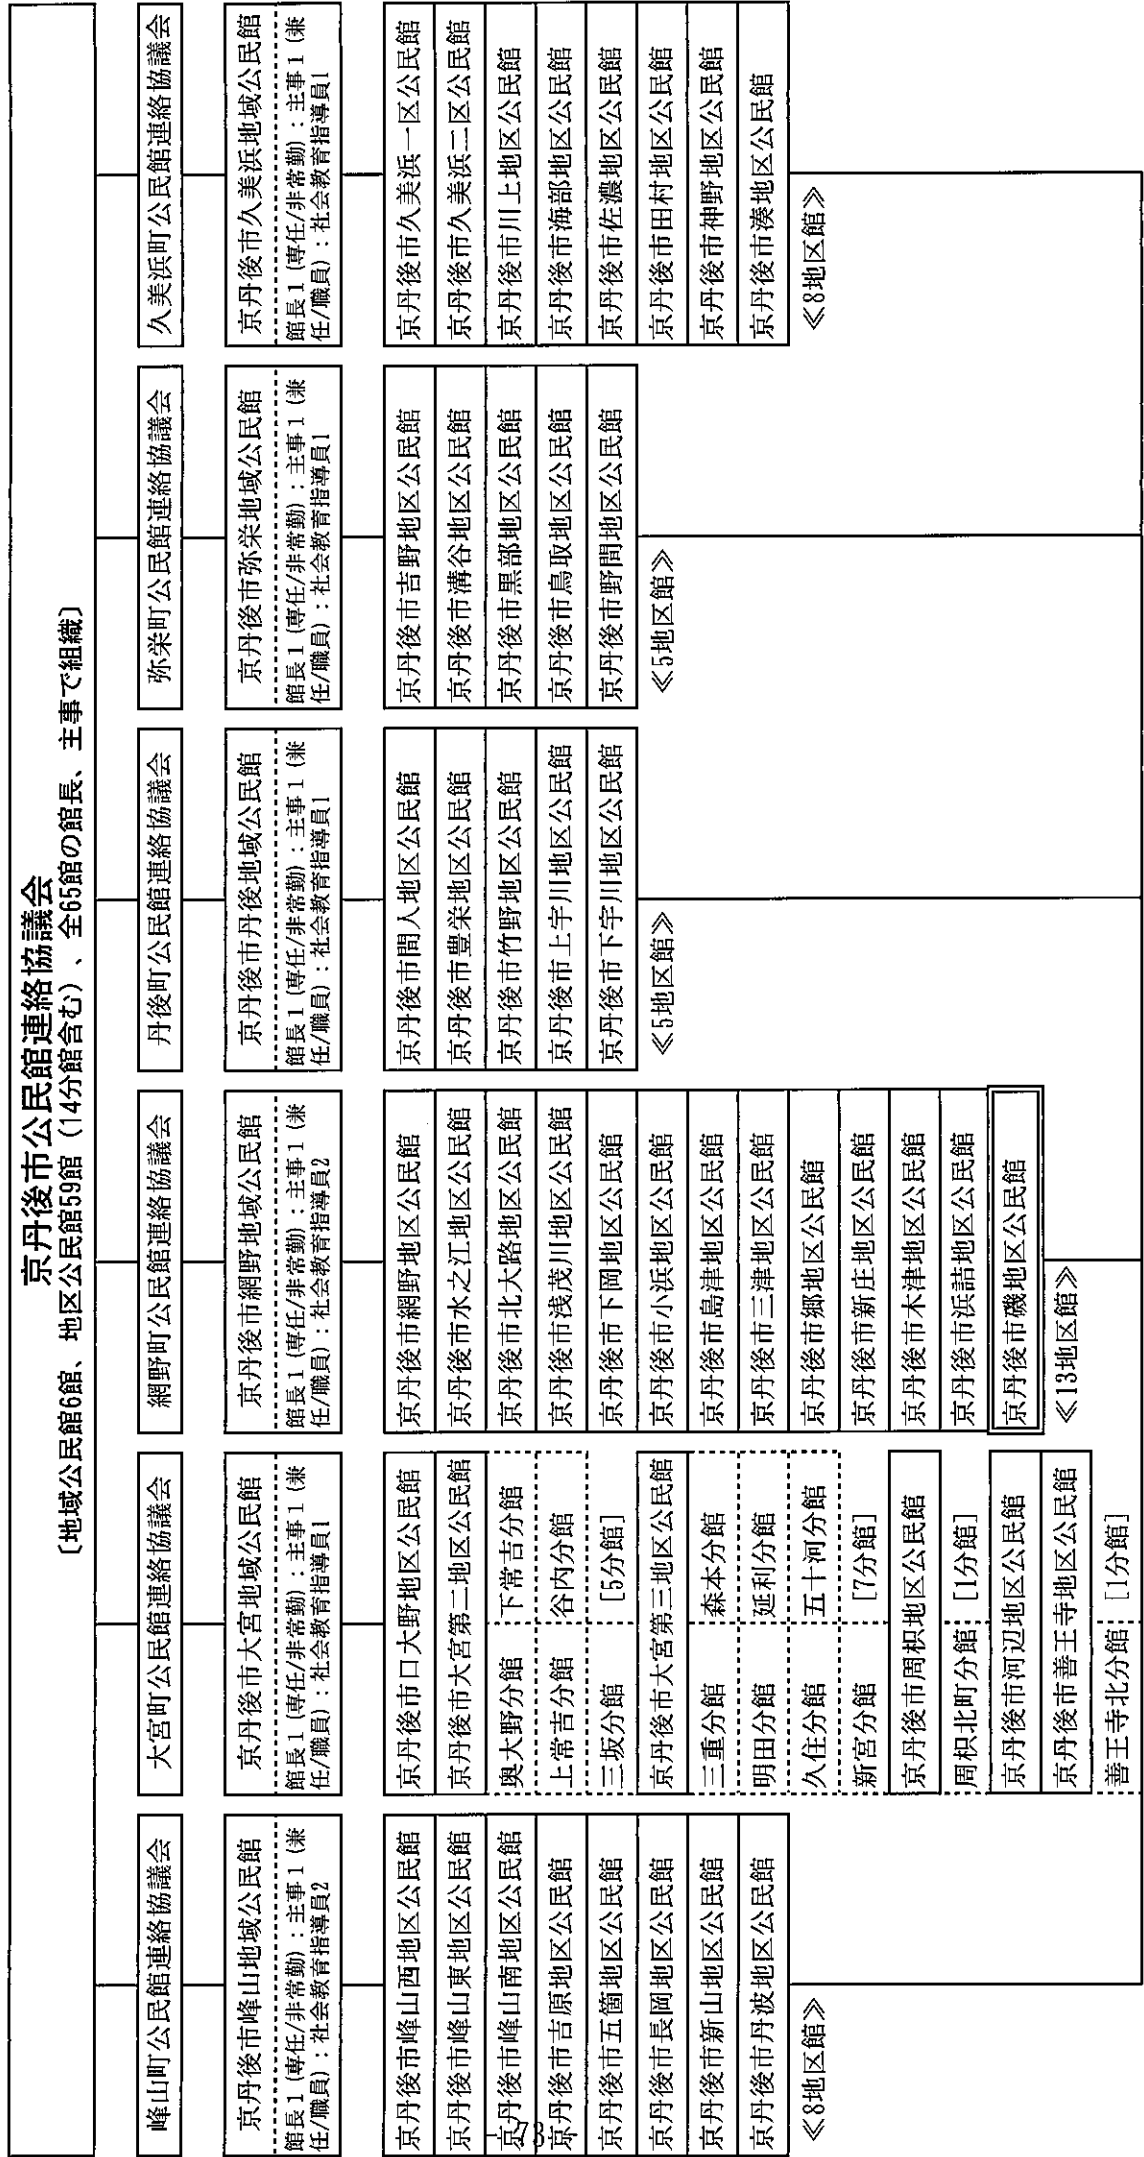 京丹後市公民館連絡協議会
〔地域公民館6館、地区公民館59館（14分館含む）、全65館の館長、主事で組織〕
峰山町公民館連絡協議会
京丹後市峰山地域公民館
館長1（専任/非常勤）：主事1（兼
任/職員）：社会教育指導員2
京丹後市峰山西地区公民館
京丹後市峰山東地区公民館
京丹後市峰山南地区公民館
京丹後市吉原地区公民館
京丹後市五箇地区公民館
京丹後市長岡地区公民館
京丹後市新山地区公民館
京丹後市丹波地区公民館
≪8地区館≫
大宮町公民館連絡協議会
京丹後市大宮地域公民館
館長1（専任/非常勤）：主事1（兼
任/職員）：社会教育指導員1
京丹後市口大野地区公民館
京丹後市大宮第二地区公民館
奥大野分館 下常吉分館
上常吉分館 谷内分館
三坂分館 [5分館]
京丹後市大宮第三地区公民館
三重分館 森本分館
明田分館 延利分館
久住分館 五十河分館
新宮分館 [7分館]
京丹後市周枳地区公民館
周枳北町分館 [1分館]
京丹後市河辺地区公民館
京丹後市善王寺地区公民館
善王寺北分館 [1分館]
網野町公民館連絡協議会
京丹後市網野地域公民館
館長1（専任/非常勤）：主事1（兼
任/職員）：社会教育指導員2
京丹後市網野地区公民館
京丹後市水之江地区公民館
京丹後市北大路地区公民館
京丹後市浅茂川地区公民館
京丹後市下岡地区公民館
京丹後市小浜地区公民館
京丹後市島津地区公民館
京丹後市三津地区公民館
京丹後市郷地区公民館
京丹後市新庄地区公民館
京丹後市木津地区公民館
京丹後市浜詰地区公民館
京丹後市磯地区公民館
≪13地区館≫
丹後町公民館連絡協議会
京丹後市丹後地域公民館
館長1（専任/非常勤）：主事1（兼
任/職員）：社会教育指導員1
京丹後市間人地区公民館
京丹後市豊栄地区公民館
京丹後市竹野地区公民館
京丹後市上宇川地区公民館
京丹後市下宇川地区公民館
≪5地区館≫
弥栄町公民館連絡協議会
京丹後市弥栄地域公民館
館長1（専任/非常勤）：主事1（兼
任/職員）：社会教育指導員1
京丹後市吉野地区公民館
京丹後市溝谷地区公民館
京丹後市黒部地区公民館
京丹後市鳥取地区公民館
京丹後市野間地区公民館
≪5地区館≫
久美浜町公民館連絡協議会
京丹後市久美浜地域公民館
館長1（専任/非常勤）：主事1（兼
任/職員）：社会教育指導員1
京丹後市久美浜一区公民館
京丹後市久美浜二区公民館
京丹後市川上地区公民館
京丹後市海部地区公民館
京丹後市佐濃地区公民館
京丹後市田村地区公民館
京丹後市神野地区公民館
京丹後市湊地区公民館
≪8地区館≫
- 73 -